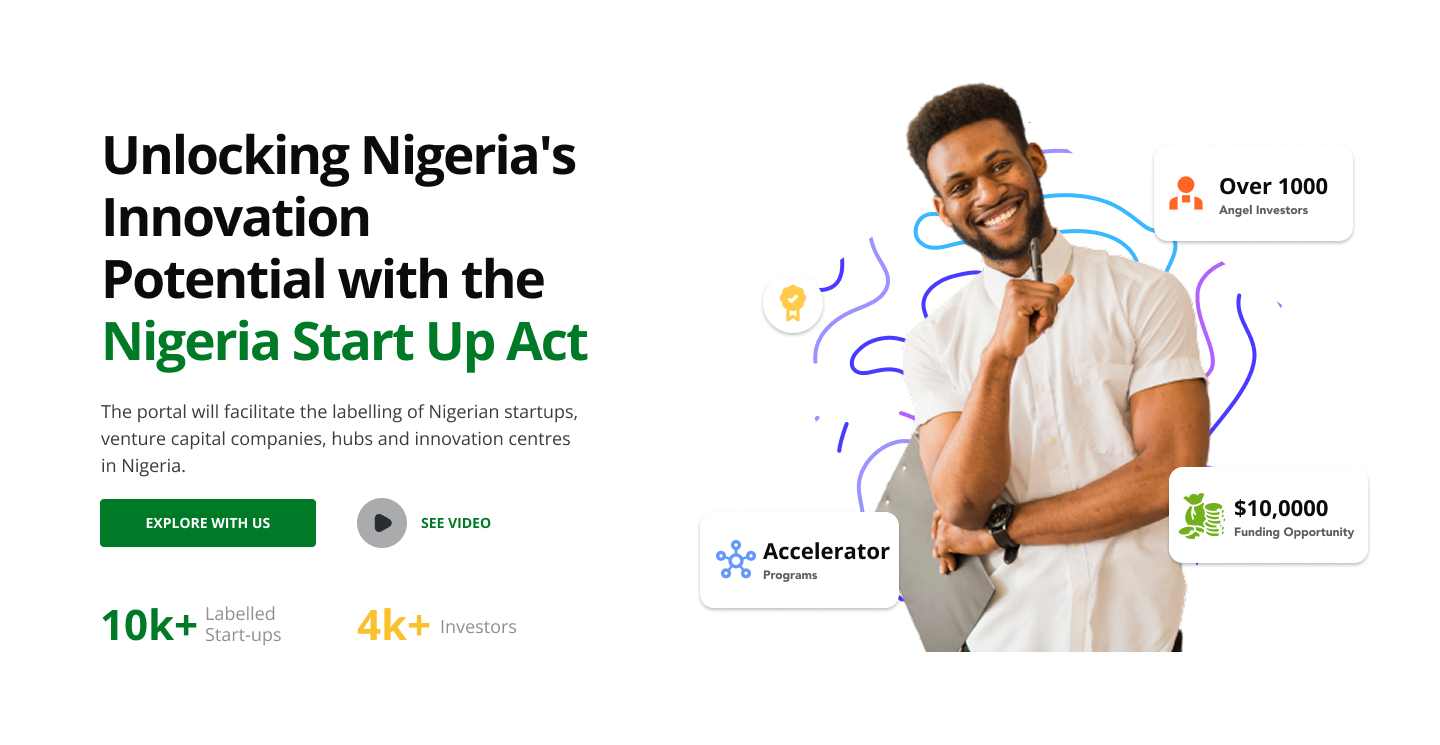 Unlocking Nigeria's
Innovation
Potential with the
Nigeria Start Up Act
The portal will facilitate the labelling of Nigerian startups,
venture capital companies, hubs and innovation centres
in Nigeria.
EXPLORE WITH US
SEE VIDEO
10k+ Labelled
Start-ups
4k+ Investors
Over 1000
Angel Investors
$10,0000
Funding Opportunity
Accelerator
Programs